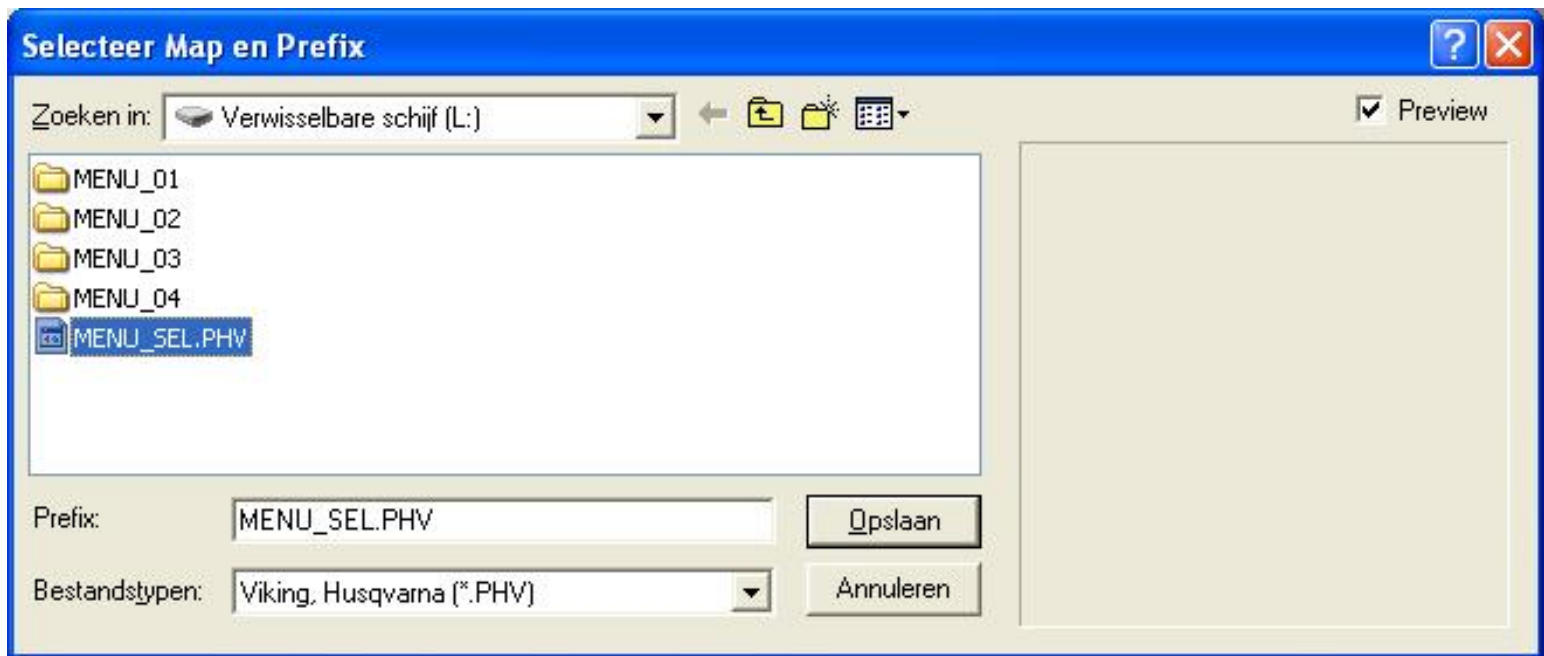 Selecteer Map en Prefix
Zoeken in: Verwisselbare schijf (L:) Preview
MENU_01
MENU_02
MENU_03
MENU_04
MENU_SEL.PHV
Prefix: MENU_SEL.PHV Opslaan
Bestandstypen: Viking, Husqvarna (*.PHV) Annuleren